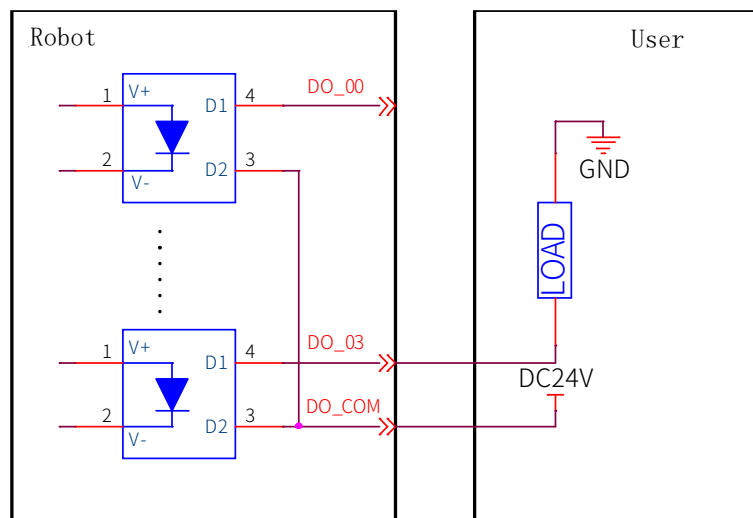 Robot
User
DO_00
1
V+
D1
4
2
V-
D2
3
GND
LOAD
DO_03
1
V+
D1
4
DC24V
DO_COM
2
V-
D2
3